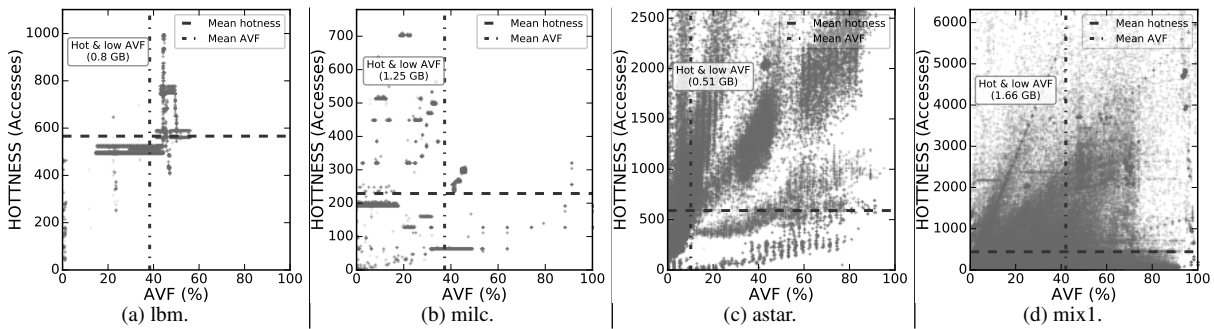 HOTTNESS (Accesses)
1000
800
600
400
200
0
Hot & low AVF
(0.8 GB)
Mean hotness
Mean AVF
0 20 40 60 80 100
AVF (%)
(a) lbm.
HOTTNESS (Accesses)
700
600
500
400
300
200
100
0
Hot & low AVF
(1.25 GB)
Mean hotness
Mean AVF
0 20 40 60 80 100
AVF (%)
(b) milc.
HOTTNESS (Accesses)
2500
2000
1500
1000
500
0
Hot & low AVF
(0.51 GB)
Mean hotness
Mean AVF
0 20 40 60 80 100
AVF (%)
(c) astar.
HOTTNESS (Accesses)
6000
5000
4000
3000
2000
1000
0
Hot & low AVF
(1.66 GB)
Mean hotness
Mean AVF
0 20 40 60 80 100
AVF (%)
(d) mix1.